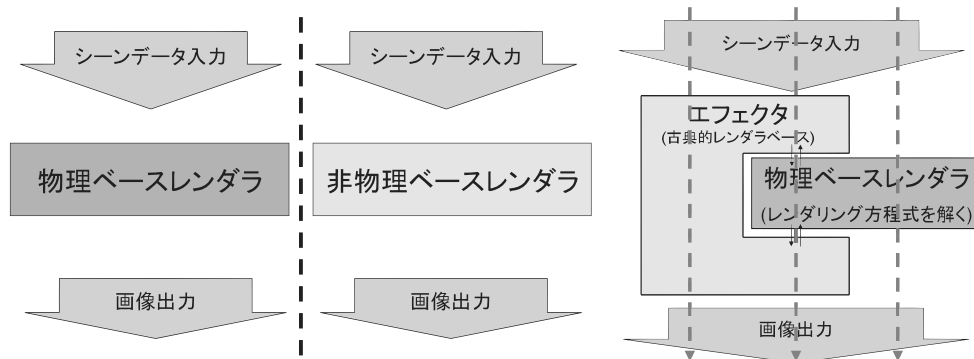 シーンデータ入力
物理ベースレンダラ
画像出力
シーンデータ入力
非物理ベースレンダラ
画像出力
シーンデータ入力
エフェクタ
(古典的レンダラベース)
物理ベースレンダラ
(レンダリング方程式を解く)
画像出力